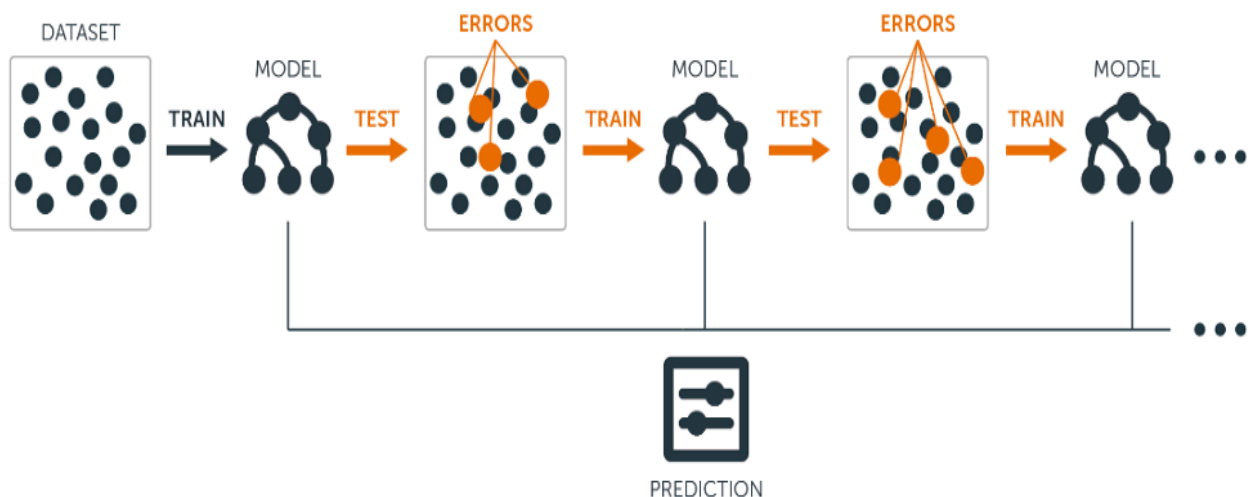 DATASET
ERRORS
ERRORS
MODEL
MODEL
MODEL
TRAIN
TEST
TRAIN
TEST
TRAIN
PREDICTION